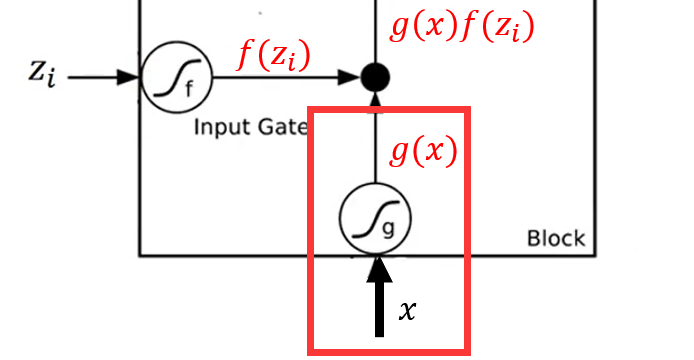 g(x)f(z_i)
z_i
f(z_i)
f
Input Gate
g(x)
g
Block
x